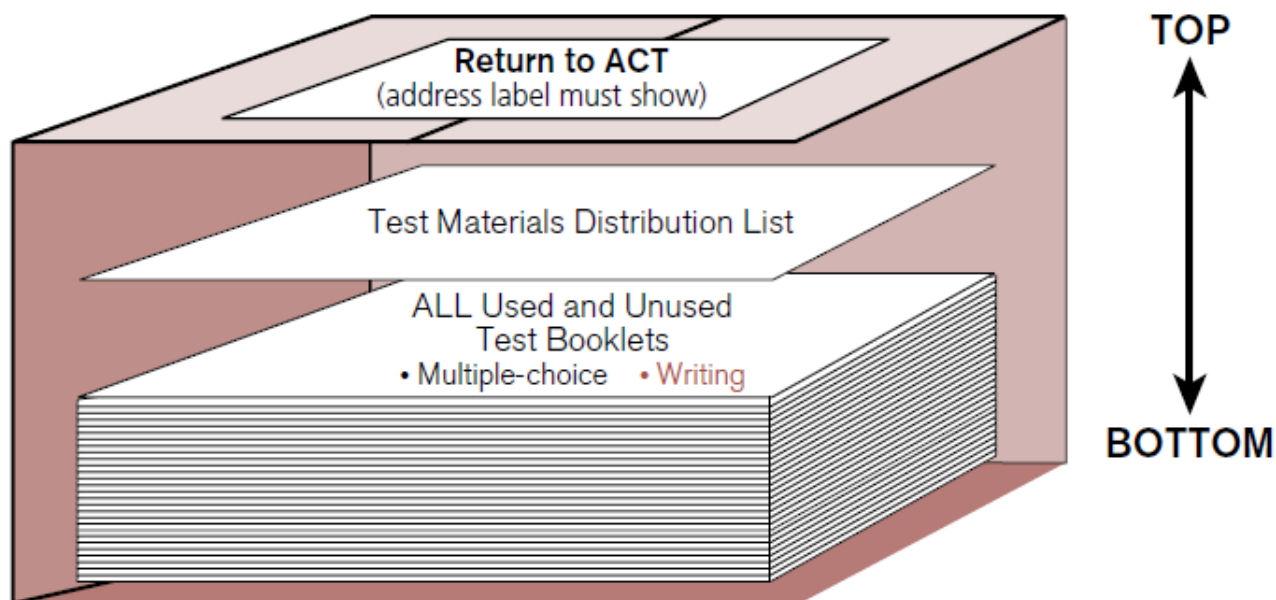 TOP
Return to ACT
(address label must show)
Test Materials Distribution List
ALL Used and Unused
Test Booklets
• Multiple-choice • Writing
BOTTOM